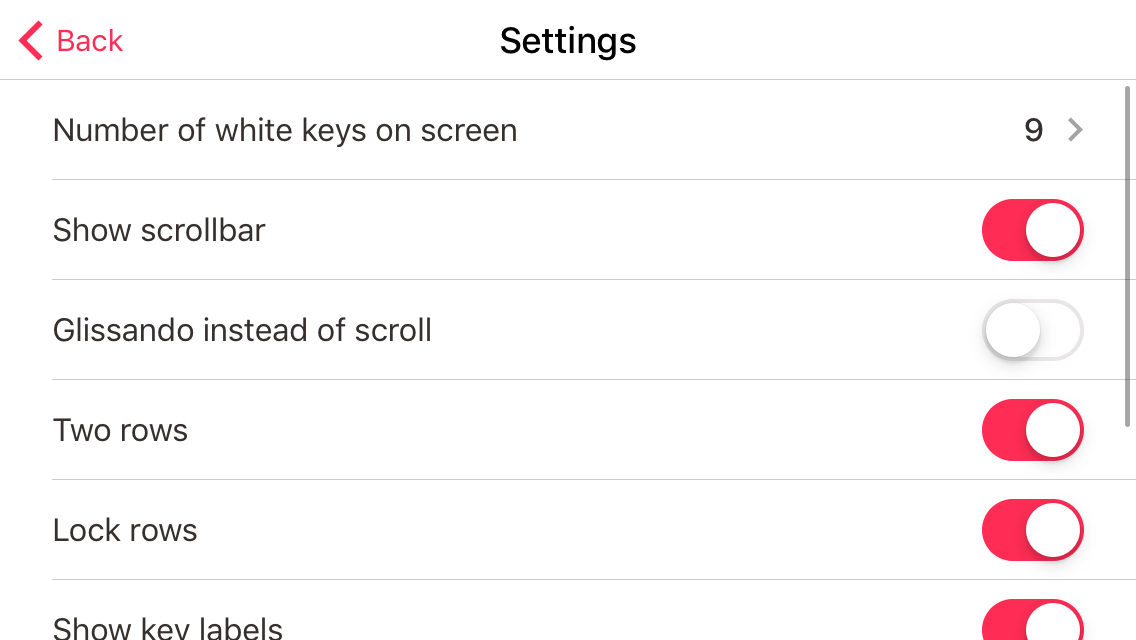 Back
Settings
Number of white keys on screen 9
Show scrollbar
Glissando instead of scroll
Two rows
Lock rows
Show key labels